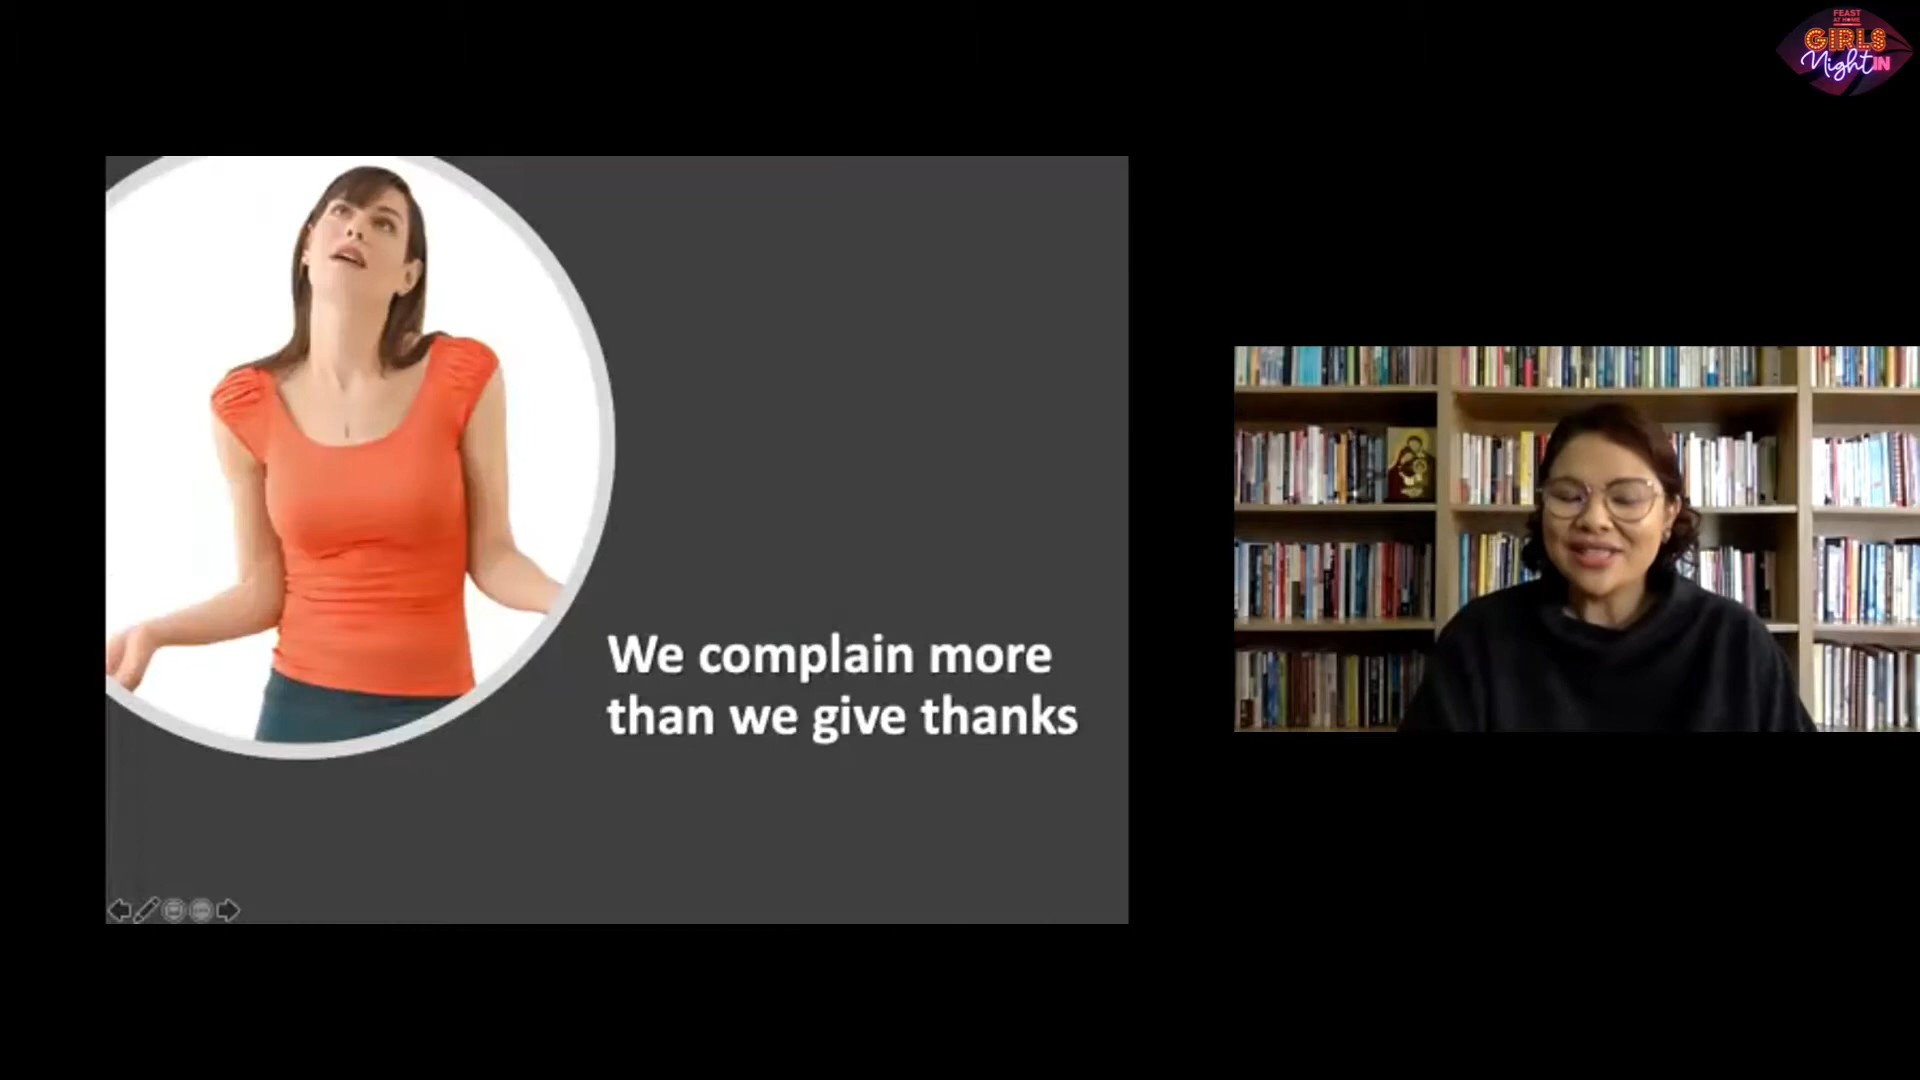 FEAST
AT HOME
GIRLS
Night IN
We complain more
than we give thanks